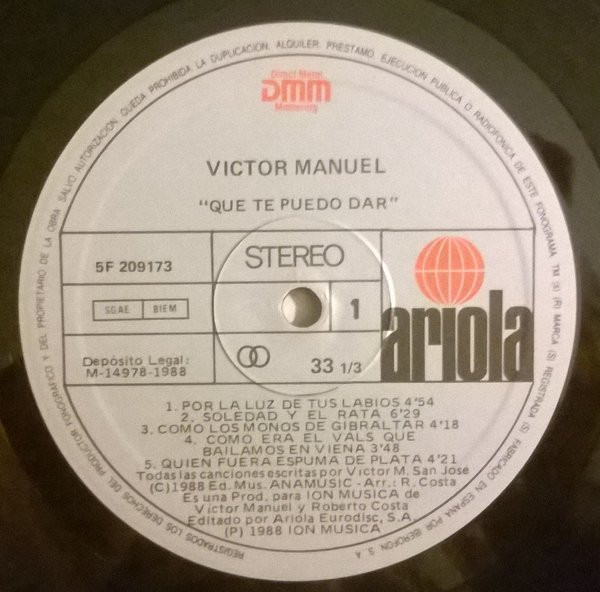 REGISTRADOS LOS DERECHOS DEL PRODUCTOR FONOGRAFICO Y DEL PROPIETARIO DE LA OBRA. SALVO AUTORIZACION, QUEDA PROHIBIDA LA DUPLICACION, ALQUILER, PRESTAMO, EJECUCION PUBLICA O RADIOFONICA DE ESTE FONOGRAMA TM (s) (R) MARCA (S) REGISTRADA (S) FABRICADO EN ESPAÑA POR IBEROFON, S. A.
Direct Metal
DMM
Mastering
VICTOR MANUEL
"QUE TE PUEDO DAR"
5F 209173
STEREO
SGAE BIEM
1
ariola
Depósito Legal:
M-14978-1988
33 1/3
1. POR LA LUZ DE TUS LABIOS 4'54
2. SOLEDAD Y EL RATA 6'29
3. COMO LOS MONOS DE GIBRALTAR 4'18
4. COMO ERA EL VALS QUE
BAILAMOS EN VIENA 3'48
5. QUIEN FUERA ESPUMA DE PLATA 4'21
Todas las canciones escritas por Victor M. San José
(C) 1988 Ed. Mus. ANAMUSIC - Arr.: R. Costa
Es una Prod. para ION MUSICA de
Victor Manuel y Roberto Costa
Editado por Ariola Eurodisc, S.A.
(P) 1988 ION MUSICA